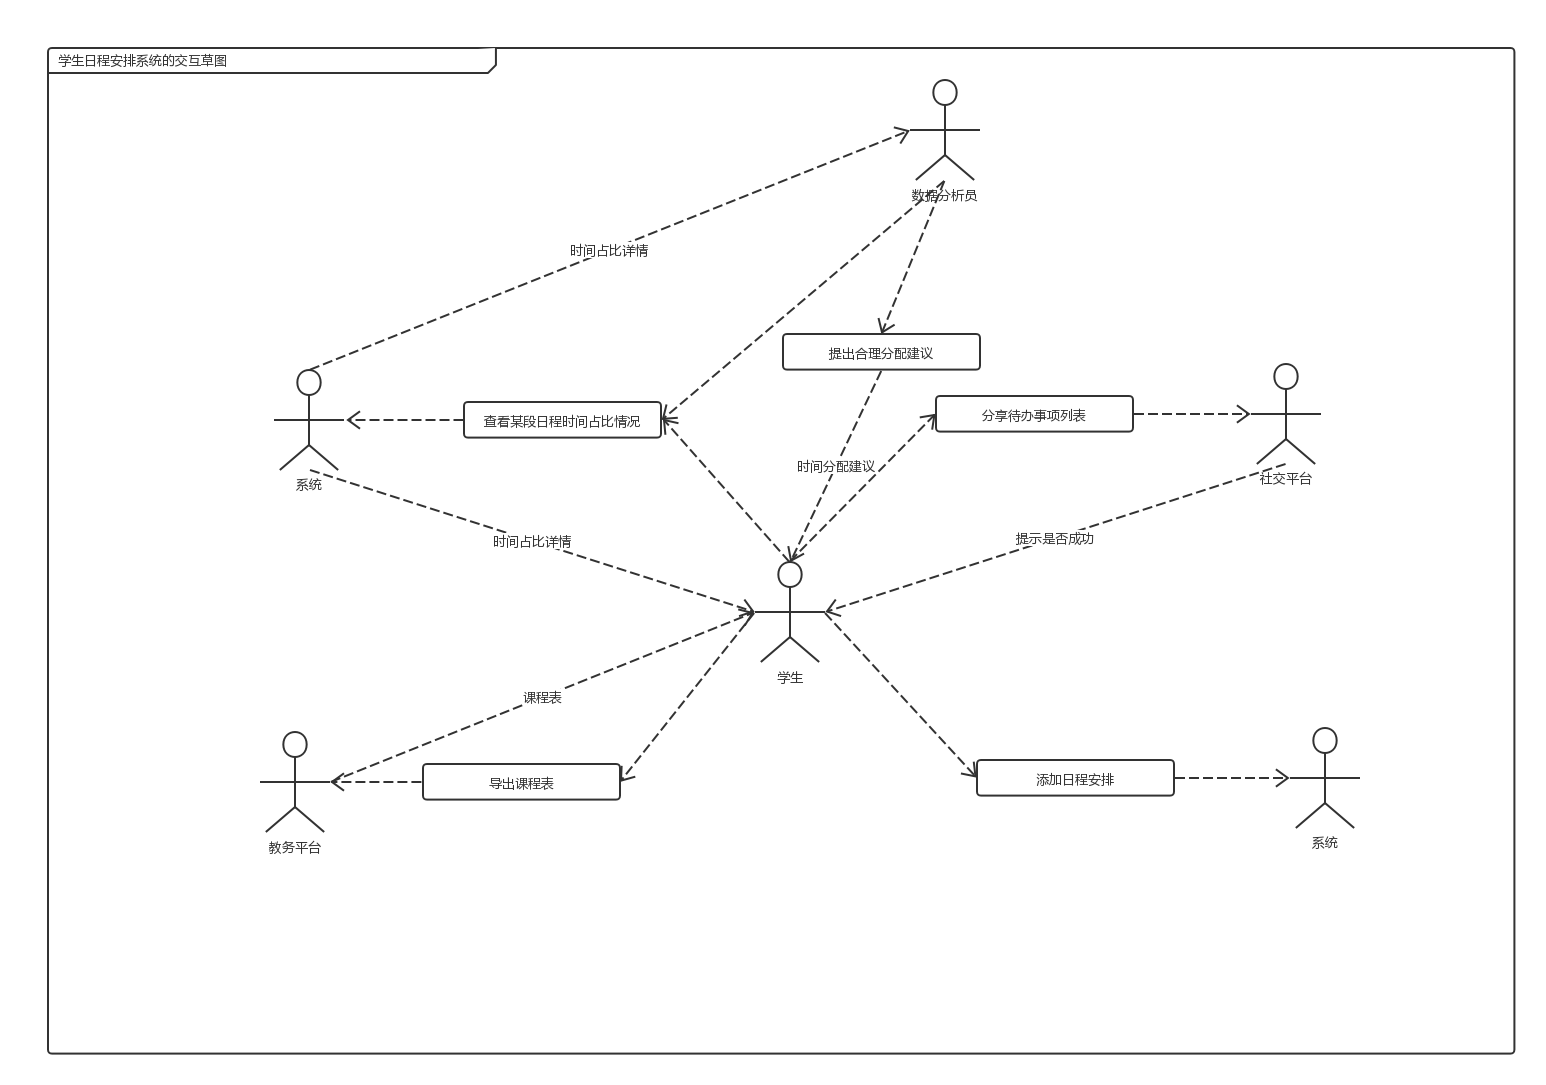 学生日程安排系统的交互草图
数据分析员
时间占比详情
提出合理分配建议
查看某段日程时间占比情况
分享待办事项列表
时间分配建议
系统
社交平台
时间占比详情
提示是否成功
学生
课程表
导出课程表
添加日程安排
教务平台
系统